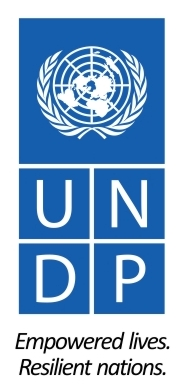 U N
D P
Empowered lives.
Resilient nations.